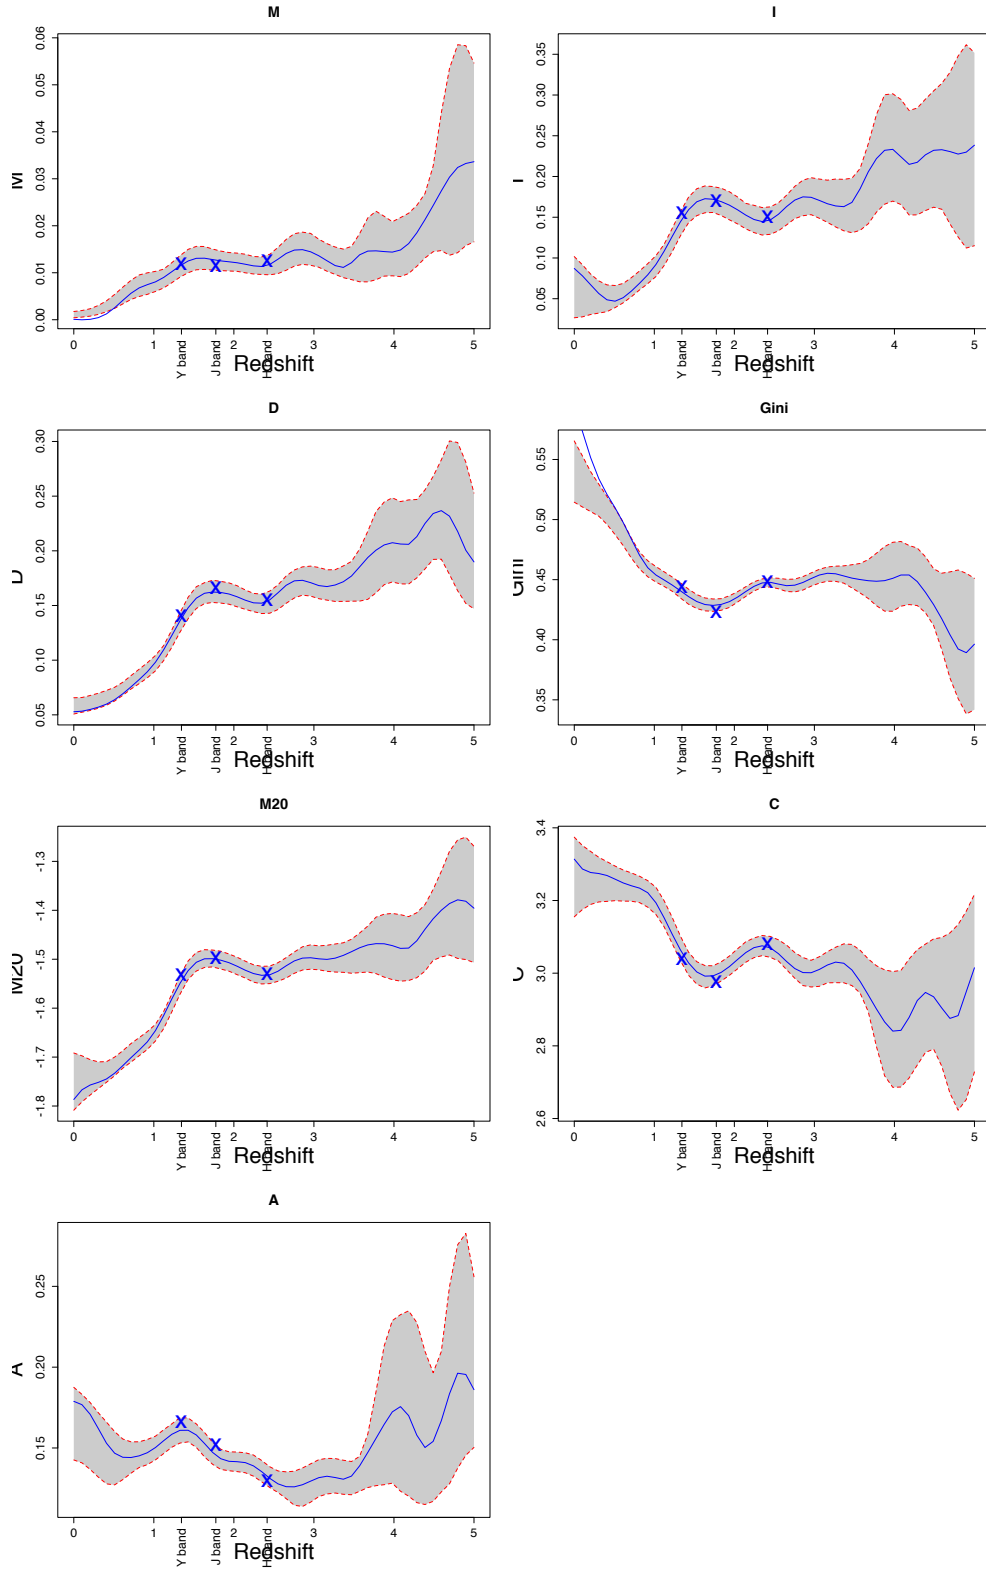 M
0.06
0.05
0.04
0.03
0.02
0.01
0.00
M
0 1 2 3 4 5
Y band J band H band
Redshift
I
0.35
0.30
0.25
0.20
0.15
0.10
0.05
I
0 1 2 3 4 5
Y band J band H band
Redshift
D
0.30
0.25
0.20
0.15
0.10
0.05
D
0 1 2 3 4 5
Y band J band H band
Redshift
Gini
0.55
0.50
0.45
0.40
0.35
Gini
0 1 2 3 4 5
Y band J band H band
Redshift
M20
-1.3
-1.4
-1.5
-1.6
-1.7
-1.8
M20
0 1 2 3 4 5
Y band J band H band
Redshift
C
3.4
3.2
3.0
2.8
2.6
C
0 1 2 3 4 5
Y band J band H band
Redshift
A
0.25
0.20
0.15
A
0 1 2 3 4 5
Y band J band H band
Redshift